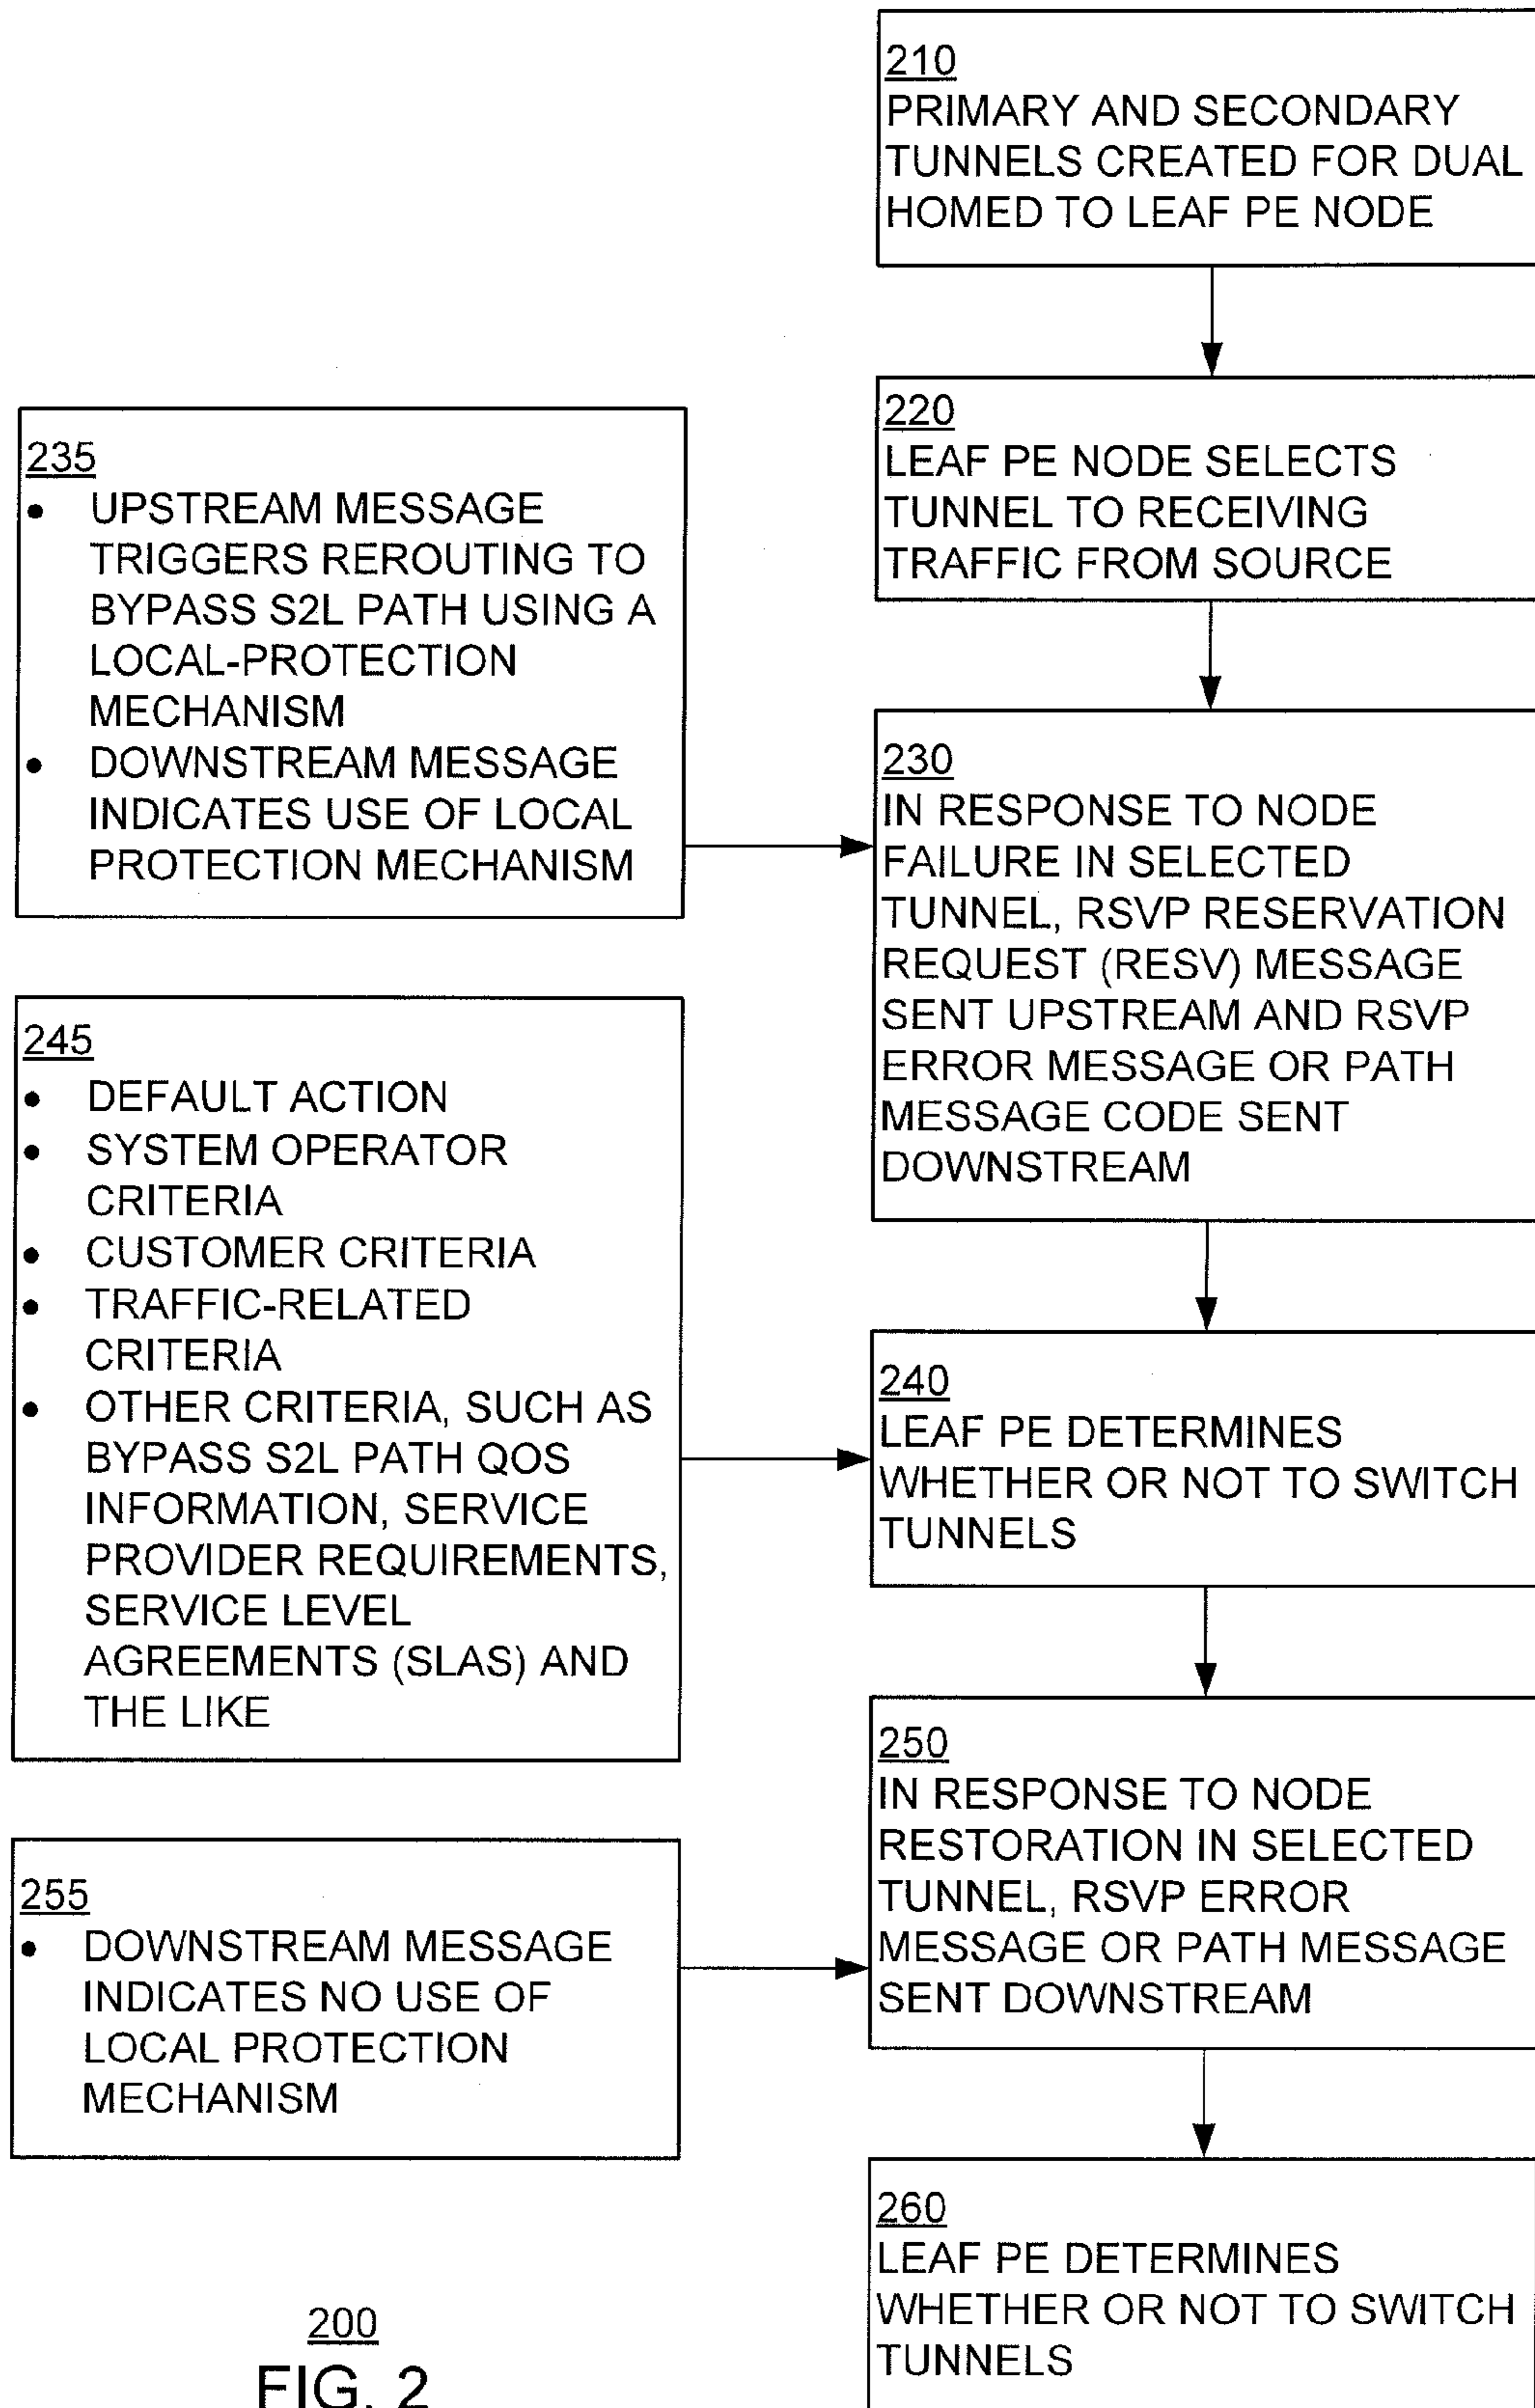 210
PRIMARY AND SECONDARY
TUNNELS CREATED FOR DUAL
HOMED TO LEAF PE NODE
220
LEAF PE NODE SELECTS
TUNNEL TO RECEIVING
TRAFFIC FROM SOURCE
235
• UPSTREAM MESSAGE
TRIGGERS REROUTING TO
BYPASS S2L PATH USING A
LOCAL-PROTECTION
MECHANISM
• DOWNSTREAM MESSAGE
INDICATES USE OF LOCAL
PROTECTION MECHANISM
230
IN RESPONSE TO NODE
FAILURE IN SELECTED
TUNNEL, RSVP RESERVATION
REQUEST (RESV) MESSAGE
SENT UPSTREAM AND RSVP
ERROR MESSAGE OR PATH
MESSAGE CODE SENT
DOWNSTREAM
245
• DEFAULT ACTION
• SYSTEM OPERATOR
CRITERIA
• CUSTOMER CRITERIA
• TRAFFIC-RELATED
CRITERIA
• OTHER CRITERIA, SUCH AS
BYPASS S2L PATH QOS
INFORMATION, SERVICE
PROVIDER REQUIREMENTS,
SERVICE LEVEL
AGREEMENTS (SLAS) AND
THE LIKE
240
LEAF PE DETERMINES
WHETHER OR NOT TO SWITCH
TUNNELS
255
• DOWNSTREAM MESSAGE
INDICATES NO USE OF
LOCAL PROTECTION
MECHANISM
250
IN RESPONSE TO NODE
RESTORATION IN SELECTED
TUNNEL, RSVP ERROR
MESSAGE OR PATH MESSAGE
SENT DOWNSTREAM
260
LEAF PE DETERMINES
WHETHER OR NOT TO SWITCH
TUNNELS
200
FIG. 2